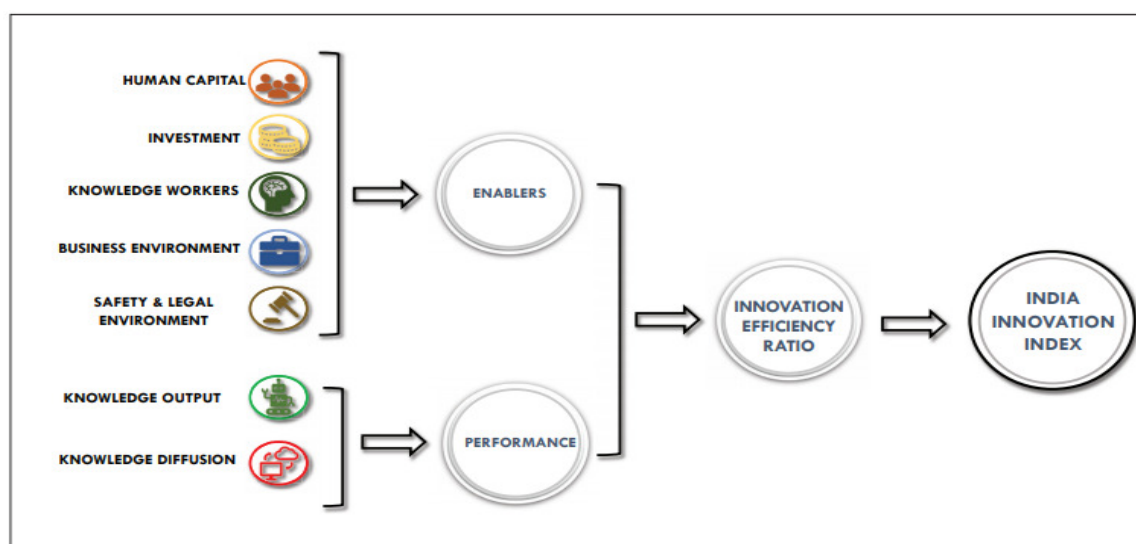 HUMAN CAPITAL
INVESTMENT
KNOWLEDGE WORKERS
BUSINESS ENVIRONMENT
SAFETY & LEGAL
ENVIRONMENT
KNOWLEDGE OUTPUT
KNOWLEDGE DIFFUSION
ENABLERS
PERFORMANCE
INNOVATION
EFFICIENCY
RATIO
INDIA
INNOVATION
INDEX